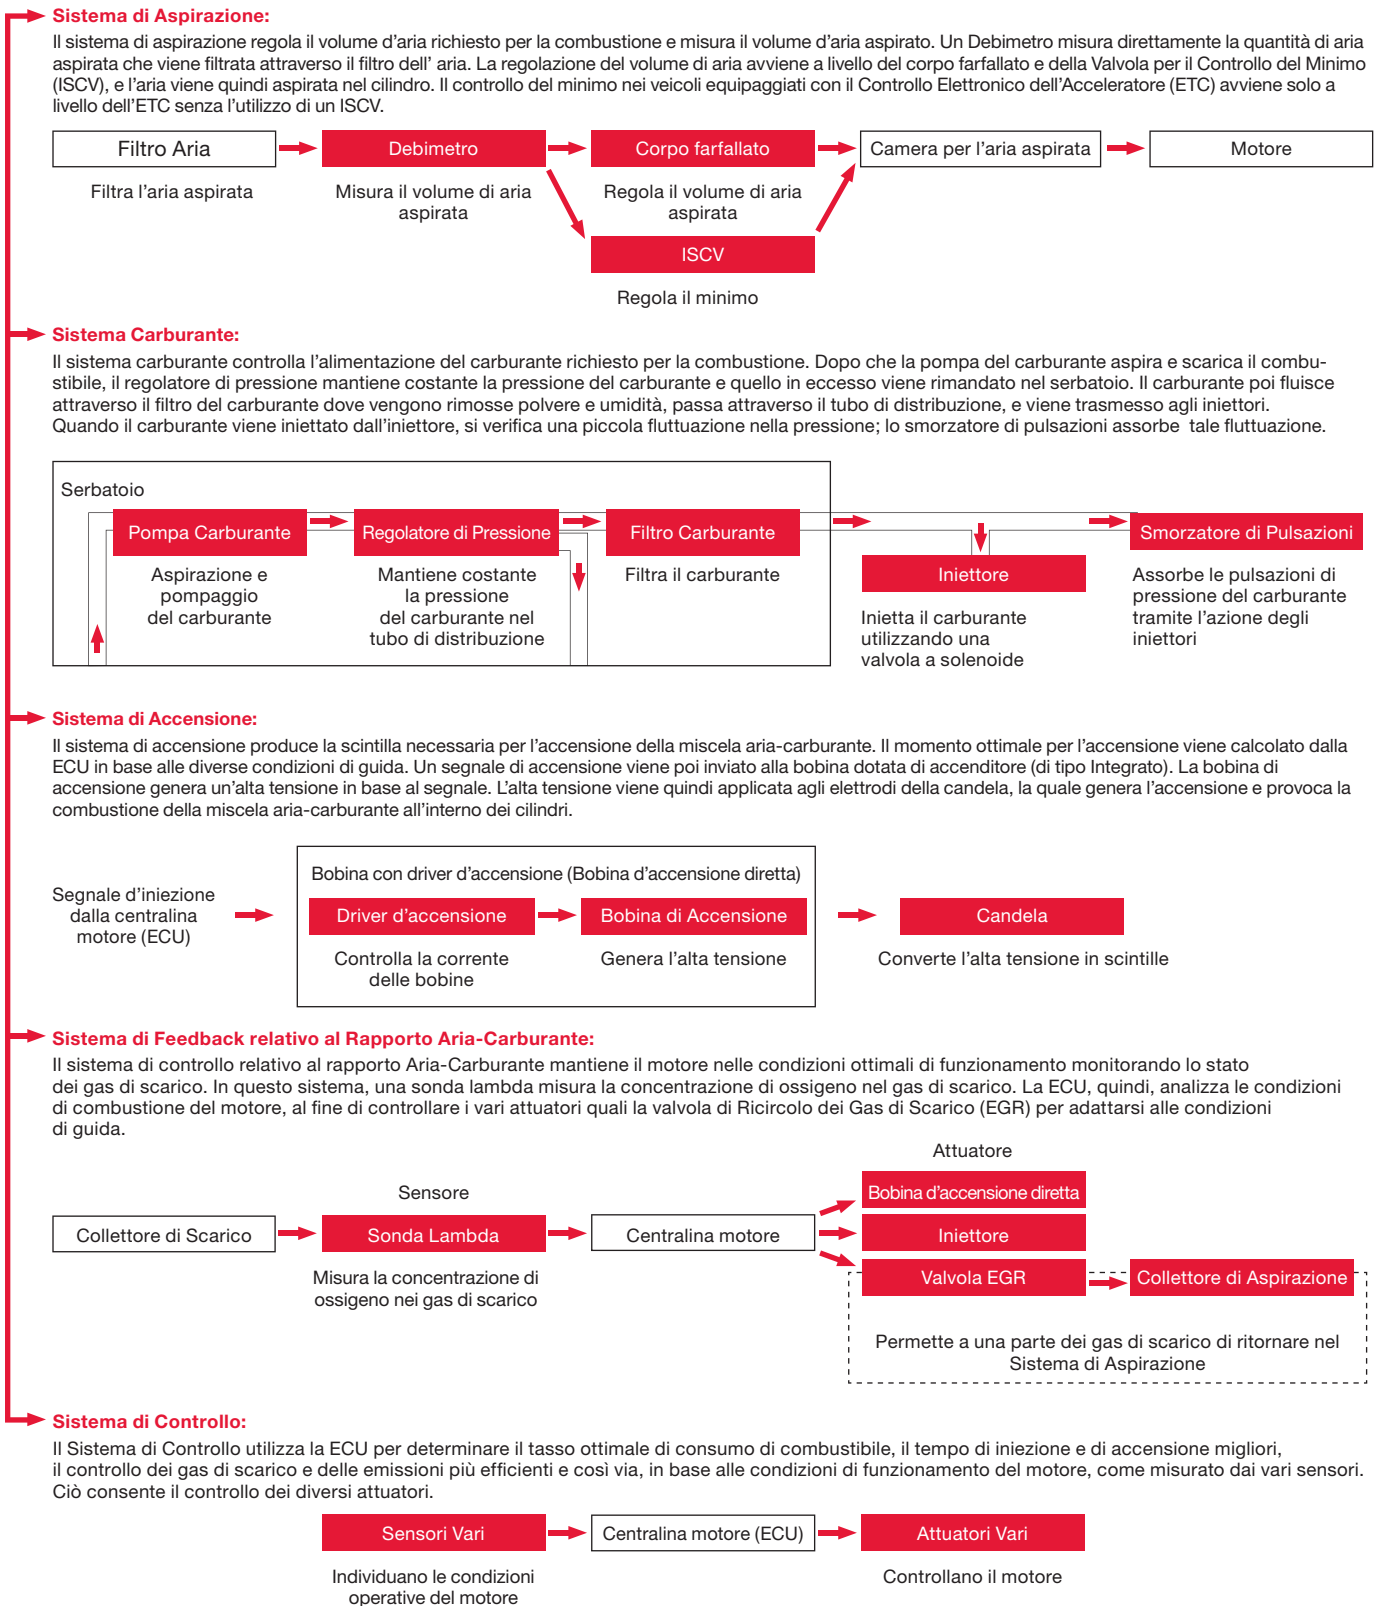 Sistema di Aspirazione:
Il sistema di aspirazione regola il volume d'aria richiesto per la combustione e misura il volume d'aria aspirato. Un Debimetro misura direttamente la quantità di aria
aspirata che viene filtrata attraverso il filtro dell' aria. La regolazione del volume di aria avviene a livello del corpo farfallato e della Valvola per il Controllo del Minimo
(ISCV), e l'aria viene quindi aspirata nel cilindro. Il controllo del minimo nei veicoli equipaggiati con il Controllo Elettronico dell'Acceleratore (ETC) avviene solo a
livello dell'ETC senza l'utilizzo di un ISCV.
Filtro Aria
Debimetro
Corpo farfallato
Camera per l'aria aspirata
Motore
Filtra l'aria aspirata
Misura il volume di aria
aspirata
Regola il volume di aria
aspirata
ISCV
Regola il minimo
Sistema Carburante:
Il sistema carburante controlla l'alimentazione del carburante richiesto per la combustione. Dopo che la pompa del carburante aspira e scarica il combu-
stibile, il regolatore di pressione mantiene costante la pressione del carburante e quello in eccesso viene rimandato nel serbatoio. Il carburante poi fluisce
attraverso il filtro del carburante dove vengono rimosse polvere e umidità, passa attraverso il tubo di distribuzione, e viene trasmesso agli iniettori.
Quando il carburante viene iniettato dall'iniettore, si verifica una piccola fluttuazione nella pressione; lo smorzatore di pulsazioni assorbe tale fluttuazione.
Serbatoio
Pompa Carburante
Regolatore di Pressione
Filtro Carburante
Smorzatore di Pulsazioni
Iniettore
Aspirazione e
pompaggio
del carburante
Mantiene costante
la pressione
del carburante nel
tubo di distribuzione
Filtra il carburante
Inietta il carburante
utilizzando una
valvola a solenoide
Assorbe le pulsazioni di
pressione del carburante
tramite l'azione degli
iniettori
Sistema di Accensione:
Il sistema di accensione produce la scintilla necessaria per l'accensione della miscela aria-carburante. Il momento ottimale per l'accensione viene calcolato dalla
ECU in base alle diverse condizioni di guida. Un segnale di accensione viene poi inviato alla bobina dotata di accenditore (di tipo Integrato). La bobina di
accensione genera un'alta tensione in base al segnale. L'alta tensione viene quindi applicata agli elettrodi della candela, la quale genera l'accensione e provoca la
combustione della miscela aria-carburante all'interno dei cilindri.
Segnale d'iniezione
dalla centralina
motore (ECU)
Bobina con driver d'accensione (Bobina d'accensione diretta)
Driver d'accensione
Bobina di Accensione
Candela
Controlla la corrente
delle bobine
Genera l'alta tensione
Converte l'alta tensione in scintille
Sistema di Feedback relativo al Rapporto Aria-Carburante:
Il sistema di controllo relativo al rapporto Aria-Carburante mantiene il motore nelle condizioni ottimali di funzionamento monitorando lo stato
dei gas di scarico. In questo sistema, una sonda lambda misura la concentrazione di ossigeno nel gas di scarico. La ECU, quindi, analizza le condizioni
di combustione del motore, al fine di controllare i vari attuatori quali la valvola di Ricircolo dei Gas di Scarico (EGR) per adattarsi alle condizioni
di guida.
Attuatore
Sensore
Bobina d'accensione diretta
Collettore di Scarico
Sonda Lambda
Centralina motore
Iniettore
Valvola EGR
Collettore di Aspirazione
Misura la concentrazione di
ossigeno nei gas di scarico
Permette a una parte dei gas di scarico di ritornare nel
Sistema di Aspirazione
Sistema di Controllo:
Il Sistema di Controllo utilizza la ECU per determinare il tasso ottimale di consumo di combustibile, il tempo di iniezione e di accensione migliori,
il controllo dei gas di scarico e delle emissioni più efficienti e così via, in base alle condizioni di funzionamento del motore, come misurato dai vari sensori.
Ciò consente il controllo dei diversi attuatori.
Sensori Vari
Centralina motore (ECU)
Attuatori Vari
Individuano le condizioni
operative del motore
Controllano il motore